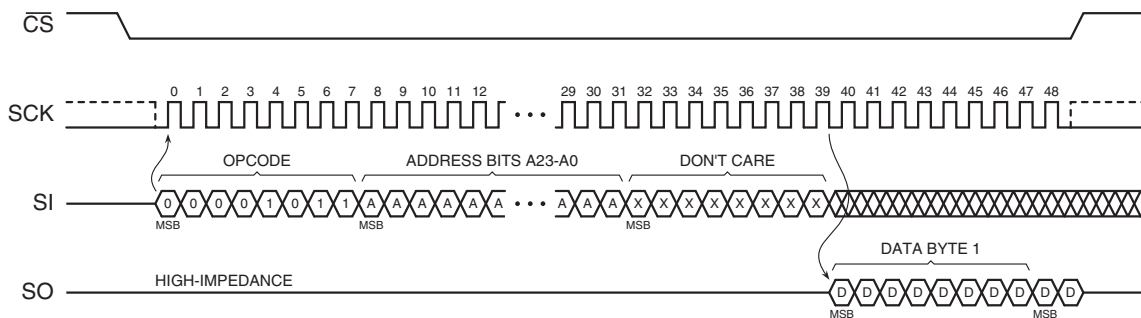 CS
0 1 2 3 4 5 6 7 8 9 10 11 12 29 30 31 32 33 34 35 36 37 38 39 40 41 42 43 44 45 46 47 48
SCK
OPCODE ADDRESS BITS A23-A0 DON'T CARE
SI 0 0 0 0 1 0 1 1 A A A A A A A A A X X X X X X X X
MSB MSB MSB
DATA BYTE 1
HIGH-IMPEDANCE
SO D D D D D D D D D D
MSB MSB